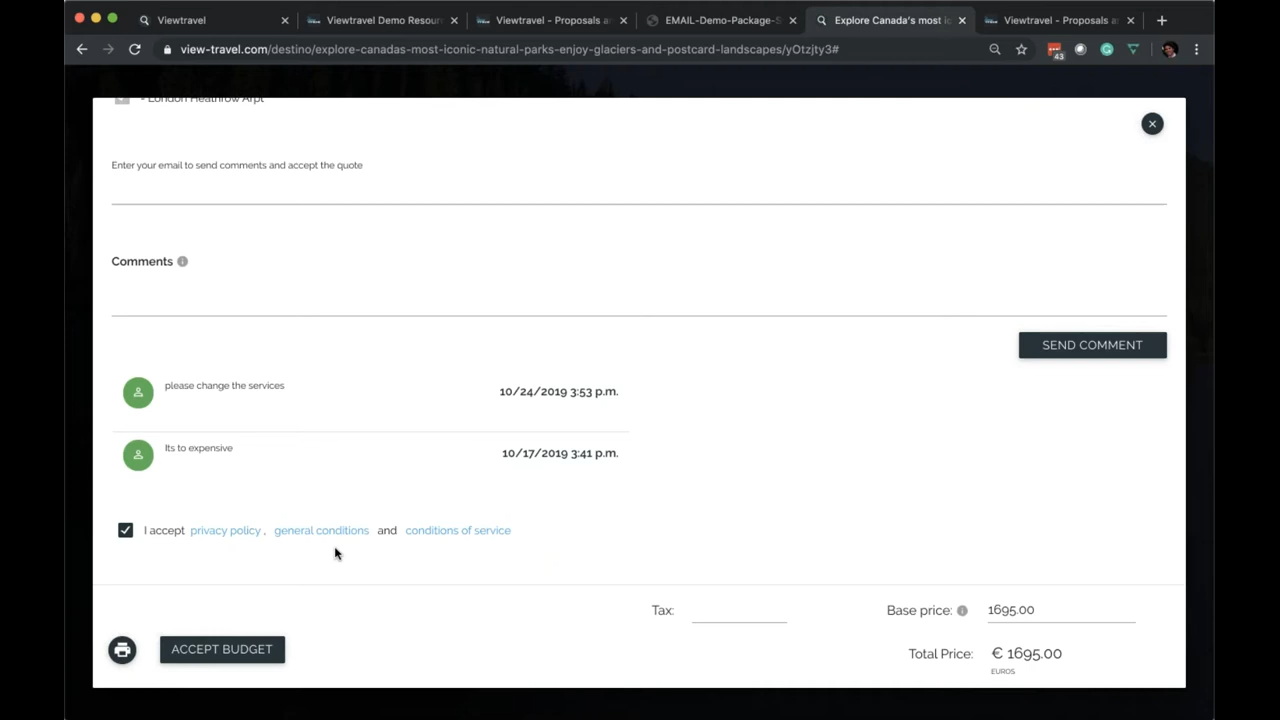 Viewtravel
Viewtravel Demo Resour
Viewtravel - Proposals a
EMAIL-Demo-Package-S
Explore Canada's most i
Viewtravel - Proposals a
view-travel.com/destino/explore-canadas-most-iconic-natural-parks-enjoy-glaciers-and-postcard-landscapes/yOtzjty3#
43
- London Heathrow Arpt
Enter your email to send comments and accept the quote
Comments
SEND COMMENT
please change the services
10/24/2019 3:53 p.m.
Its to expensive
10/17/2019 3:41 p.m.
I accept privacy policy , general conditions and conditions of service
Tax:
Base price: 1695.00
ACCEPT BUDGET
Total Price: € 1695.00
EUROS